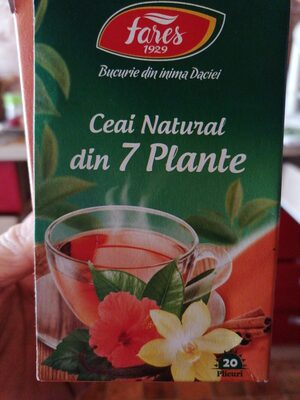 fares
1929
Bucurie din inima Daciei
Ceai Natural
din 7 Plante
20
Plicuri